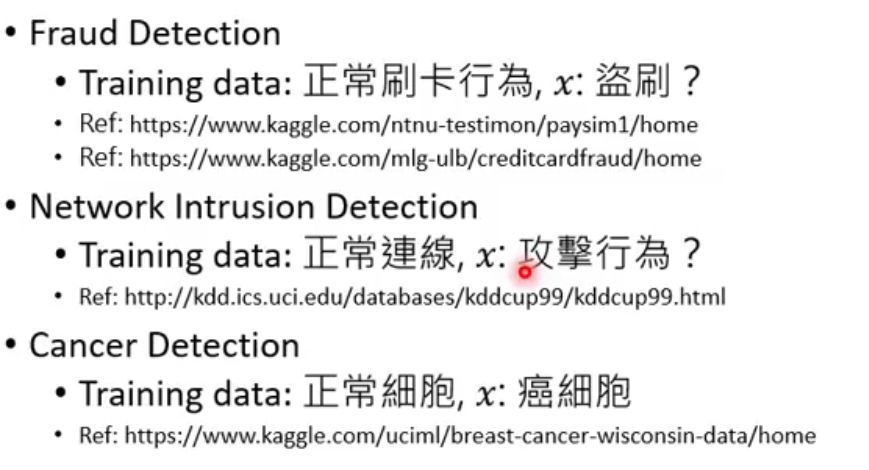 • Fraud Detection
• Training data: 正常刷卡行為, x: 盜刷？
• Ref: https://www.kaggle.com/ntnu-testimon/paysim1/home
• Ref: https://www.kaggle.com/mlg-ulb/creditcardfraud/home
• Network Intrusion Detection
• Training data: 正常連線, x: 攻擊行為？
• Ref: http://kdd.ics.uci.edu/databases/kddcup99/kddcup99.html
• Cancer Detection
• Training data: 正常細胞, x: 癌細胞
• Ref: https://www.kaggle.com/uciml/breast-cancer-wisconsin-data/home